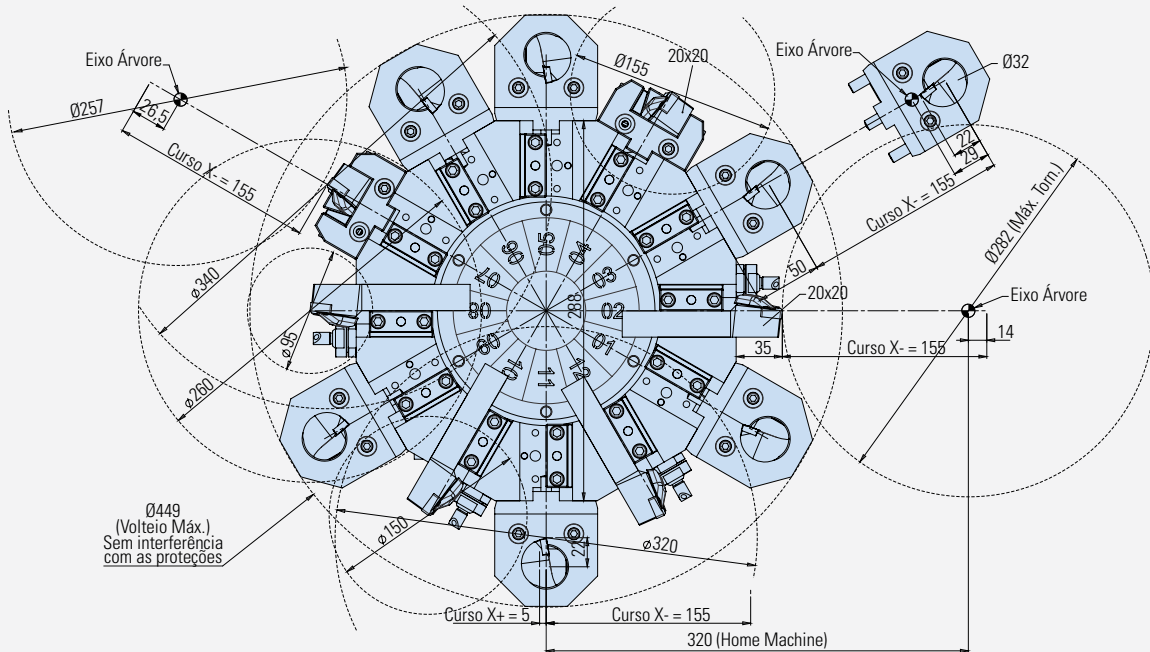 Eixo Árvore
Ø257
26,5
Curso X- = 155
Ø155
20x20
Eixo Árvore
Ø32
22
29
Curso X- = 155
Ø282 (Máx. Torn.)
50
20x20
Eixo Árvore
14
35
Curso X- = 155
ø340
ø95
ø260
05
04
03
02
01
12
11
10
09
08
07
06
288
Ø449
(Volteio Máx.)
Sem interferência
com as proteções
ø150
22
ø320
Curso X+ = 5
Curso X- = 155
320 (Home Machine)